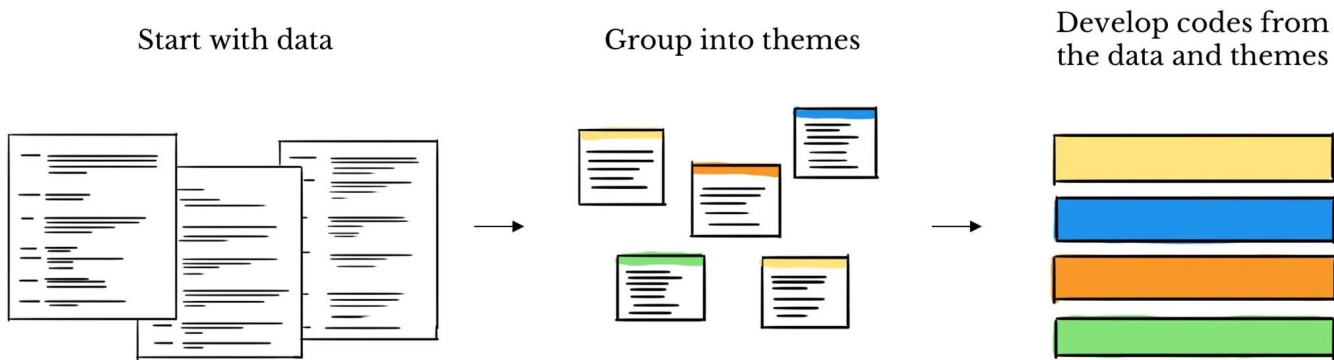 Start with data
Group into themes
Develop codes from
the data and themes